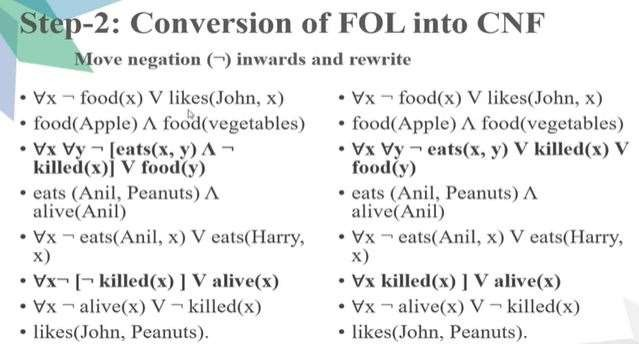 Step-2: Conversion of FOL into CNF
Move negation (¬) inwards and rewrite
• ∀x ¬ food(x) V likes(John, x)
• food(Apple) Λ food(vegetables)
• ∀x ∀y ¬ [eats(x, y) Λ ¬
killed(x)] V food(y)
• eats (Anil, Peanuts) Λ
alive(Anil)
• ∀x ¬ eats(Anil, x) V eats(Harry,
x)
• ∀x¬ [¬ killed(x) ] V alive(x)
• ∀x ¬ alive(x) V ¬ killed(x)
• likes(John, Peanuts).
• ∀x ¬ food(x) V likes(John, x)
• food(Apple) Λ food(vegetables)
• ∀x ∀y ¬ eats(x, y) V killed(x) V
food(y)
• eats (Anil, Peanuts) Λ
alive(Anil)
• ∀x ¬ eats(Anil, x) V eats(Harry,
x)
• ∀x killed(x) ] V alive(x)
• ∀x ¬ alive(x) V ¬ killed(x)
• likes(John, Peanuts).